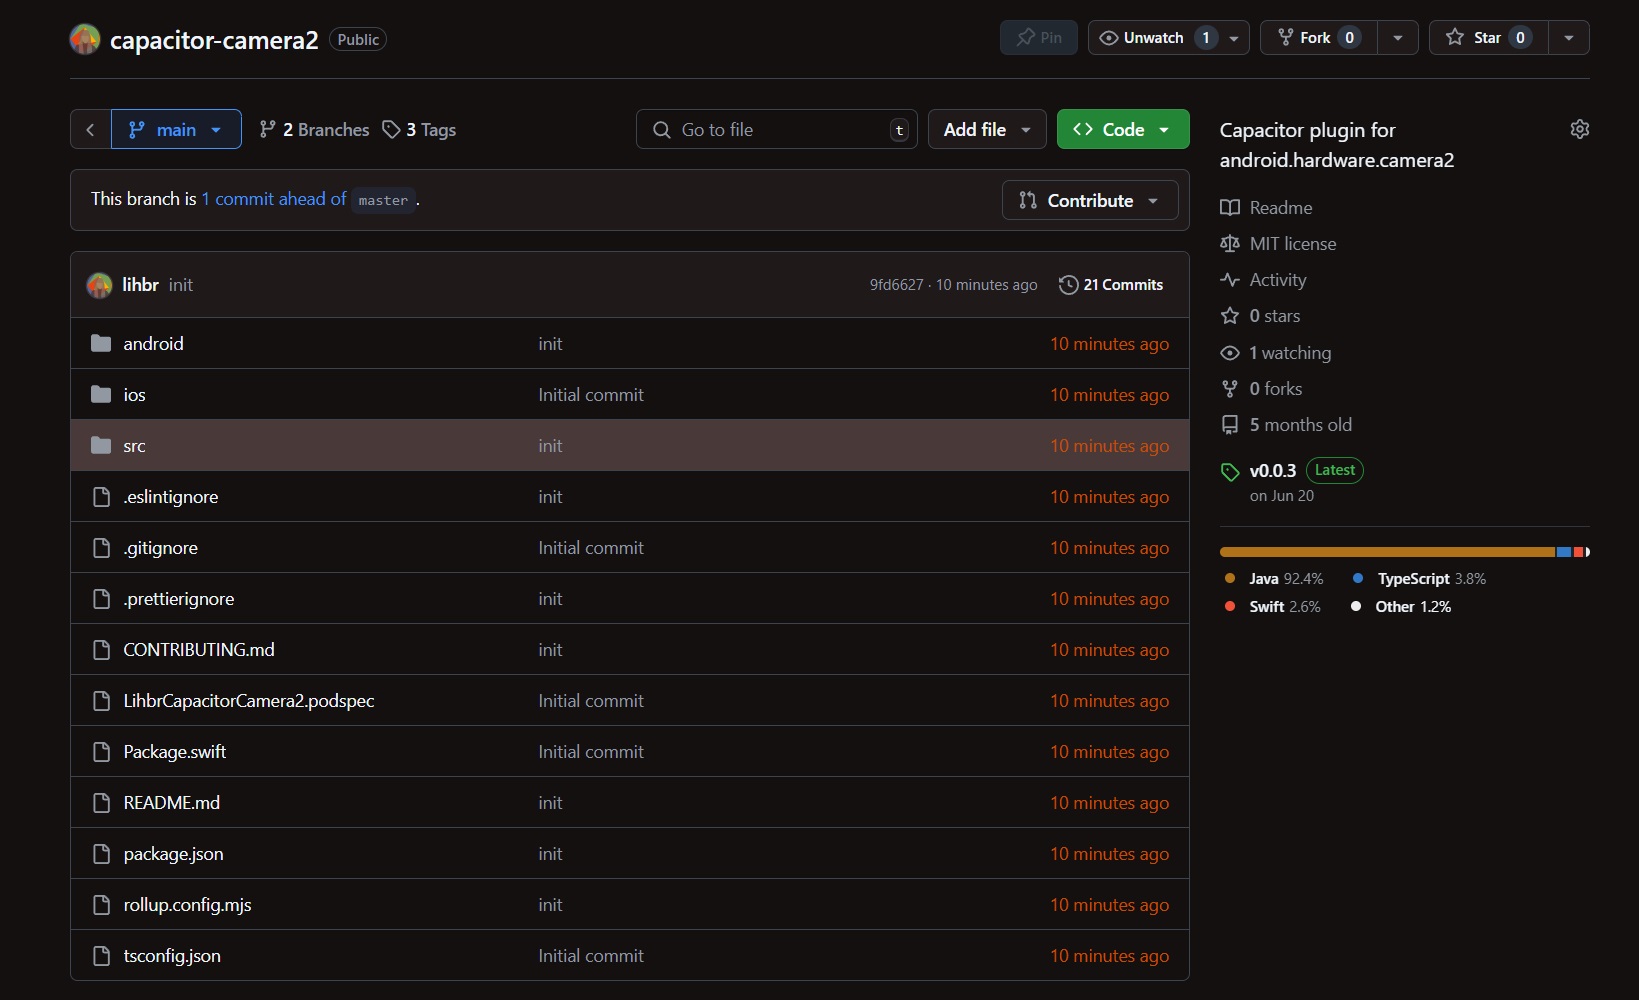 capacitor-camera2 Public
Pin Unwatch 1 Fork 0 Star 0
main 2 Branches 3 Tags Go to file t Add file Code
This branch is 1 commit ahead of master.
Contribute
lihbr init 9fd6627 · 10 minutes ago 21 Commits
android init 10 minutes ago
ios Initial commit 10 minutes ago
src init 10 minutes ago
.eslintignore init 10 minutes ago
.gitignore Initial commit 10 minutes ago
.prettierignore init 10 minutes ago
CONTRIBUTING.md init 10 minutes ago
LihbrCapacitorCamera2.podspec Initial commit 10 minutes ago
Package.swift Initial commit 10 minutes ago
README.md init 10 minutes ago
package.json init 10 minutes ago
rollup.config.mjs init 10 minutes ago
tsconfig.json Initial commit 10 minutes ago
Capacitor plugin for
android.hardware.camera2
Readme
MIT license
Activity
0 stars
1 watching
0 forks
5 months old
v0.0.3 Latest
on Jun 20
Java 92.4% TypeScript 3.8%
Swift 2.6% Other 1.2%